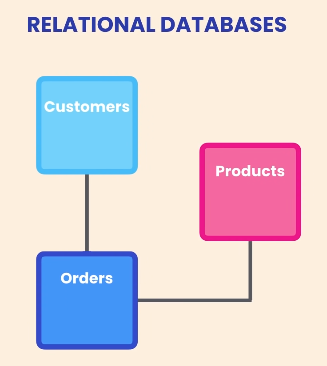 RELATIONAL DATABASES
Customers
Products
Orders